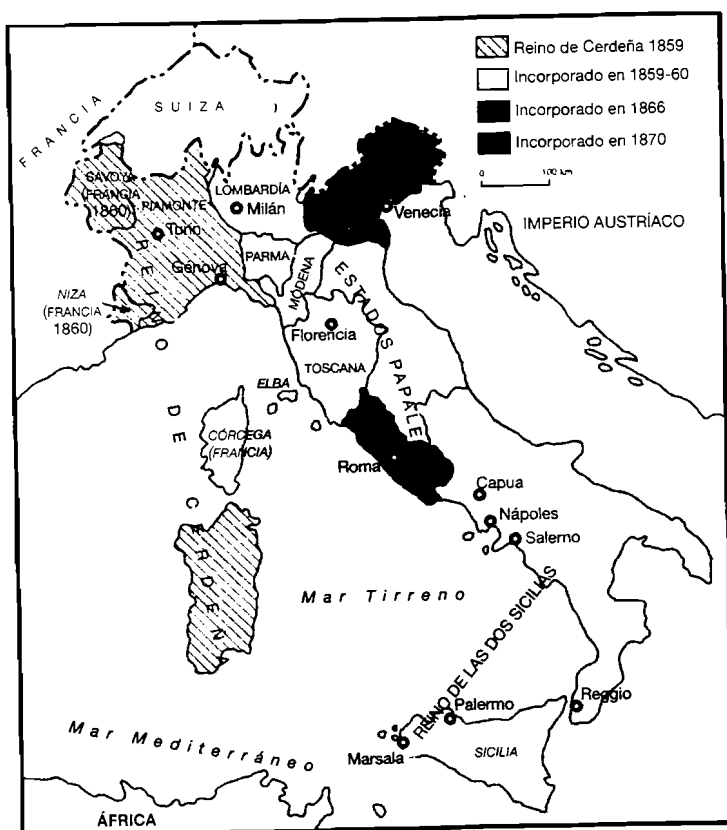 Reino de Cerdeña 1859
Incorporado en 1859-60
Incorporado en 1866
Incorporado en 1870
0 100 km
FRANCIA
SUIZA
SAVOYA
(FRANCIA
1860)
PIAMONTE
LOMBARDÍA
Milán
Venecia
IMPERIO AUSTRÍACO
Turín
PARMA
MÓDENA
Génova
NIZA
(FRANCIA
1860)
ESTADOS PAPALE
Florencia
TOSCANA
ELBA
CÓRCEGA
(FRANCIA)
REINO DE CERDEÑ
Roma
Capua
Nápoles
Salerno
Mar Tirreno
REINO DE LAS DOS SICILIAS
Palermo
Reggio
Marsala
SICILIA
Mar Mediterráneo
ÁFRICA